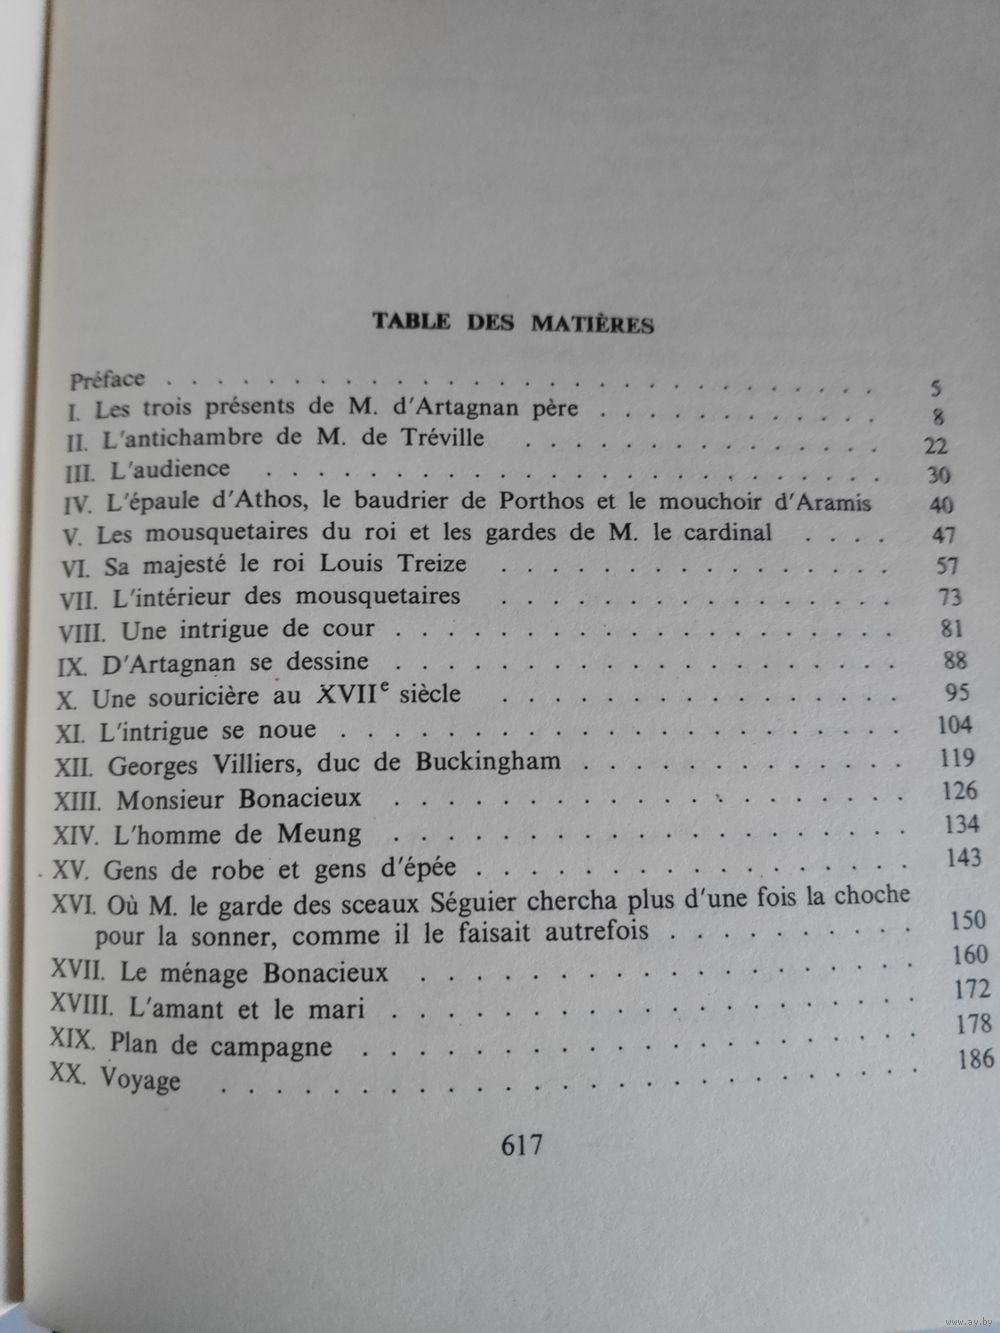 TABLE DES MATIÈRES
Préface . . . . . . . . . . . . . . . . . . . . . . . . 5
I. Les trois présents de M. d'Artagnan père . . . . . . . . . . . 8
II. L'antichambre de M. de Tréville . . . . . . . . . . . . . 22
III. L'audience . . . . . . . . . . . . . . . . . . . . . . 30
IV. L'épaule d'Athos, le baudrier de Porthos et le mouchoir d'Aramis 40
V. Les mousquetaires du roi et les gardes de M. le cardinal . . . . 47
VI. Sa majesté le roi Louis Treize . . . . . . . . . . . . . . 57
VII. L'intérieur des mousquetaires . . . . . . . . . . . . . . 73
VIII. Une intrigue de cour . . . . . . . . . . . . . . . . . . 81
IX. D'Artagnan se dessine . . . . . . . . . . . . . . . . . . 88
X. Une souricière au XVIIe siècle . . . . . . . . . . . . . . 95
XI. L'intrigue se noue . . . . . . . . . . . . . . . . . . . . 104
XII. Georges Villiers, duc de Buckingham . . . . . . . . . . . . 119
XIII. Monsieur Bonacieux . . . . . . . . . . . . . . . . . . . 126
XIV. L'homme de Meung . . . . . . . . . . . . . . . . . . . 134
XV. Gens de robe et gens d'épée . . . . . . . . . . . . . . . 143
XVI. Où M. le garde des sceaux Séguier chercha plus d'une fois la choche
pour la sonner, comme il le faisait autrefois . . . . . . . . . 150
XVII. Le ménage Bonacieux . . . . . . . . . . . . . . . . . . 160
XVIII. L'amant et le mari . . . . . . . . . . . . . . . . . . . 172
XIX. Plan de campagne . . . . . . . . . . . . . . . . . . . . 178
XX. Voyage . . . . . . . . . . . . . . . . . . . . . . . . . 186
617
www.ay.by